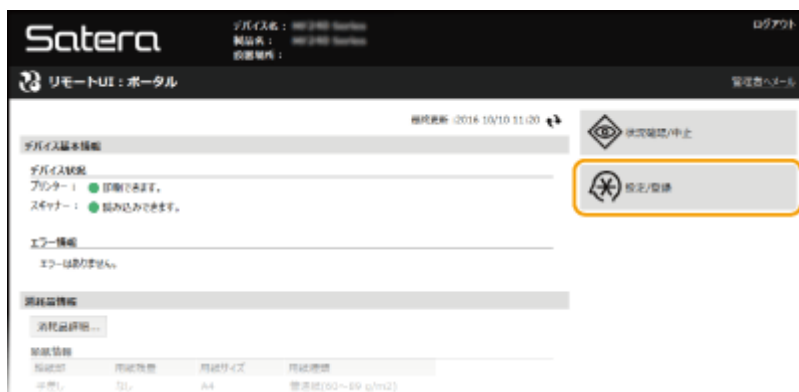 Satera
デバイス名：
製品名：
設置場所：
ログアウト
リモートUI：ポータル
管理者へメール
最終更新：2016 10/10 11:20
デバイス基本情報
デバイス状況
プリンター： 印刷できます。
スキャナー： 読み込みできます。
エラー情報
エラーはありません。
消耗品情報
消耗品詳細...
給紙情報
給紙部 用紙残量 用紙サイズ 用紙種類
手差し なし A4 普通紙(60～89 g/m2)
状況確認/中止
設定/登録